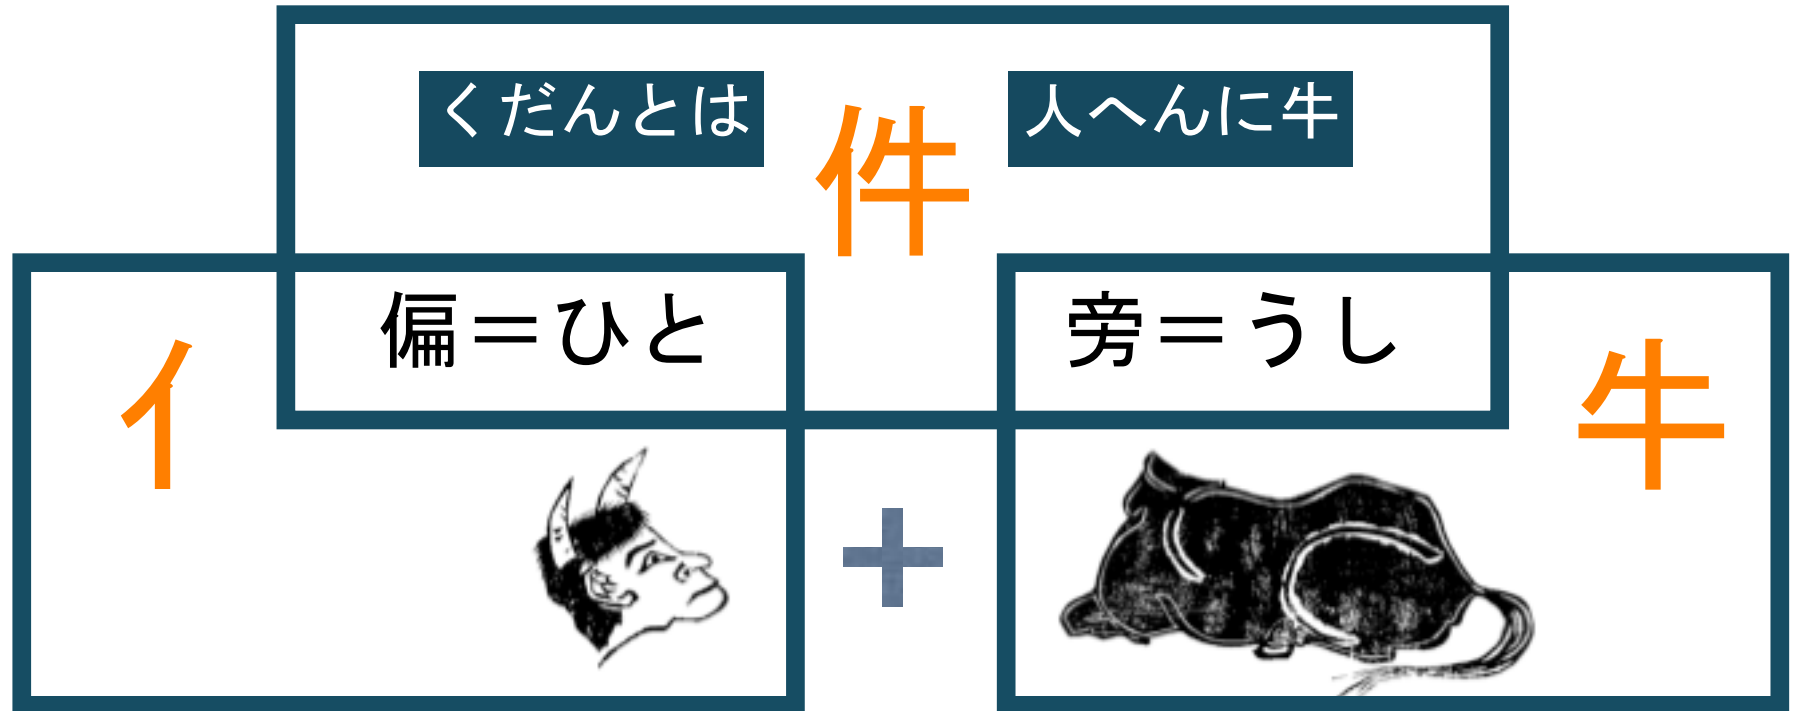 くだんとは
件
人へんに牛
偏＝ひと
旁＝うし
亻
牛
＋